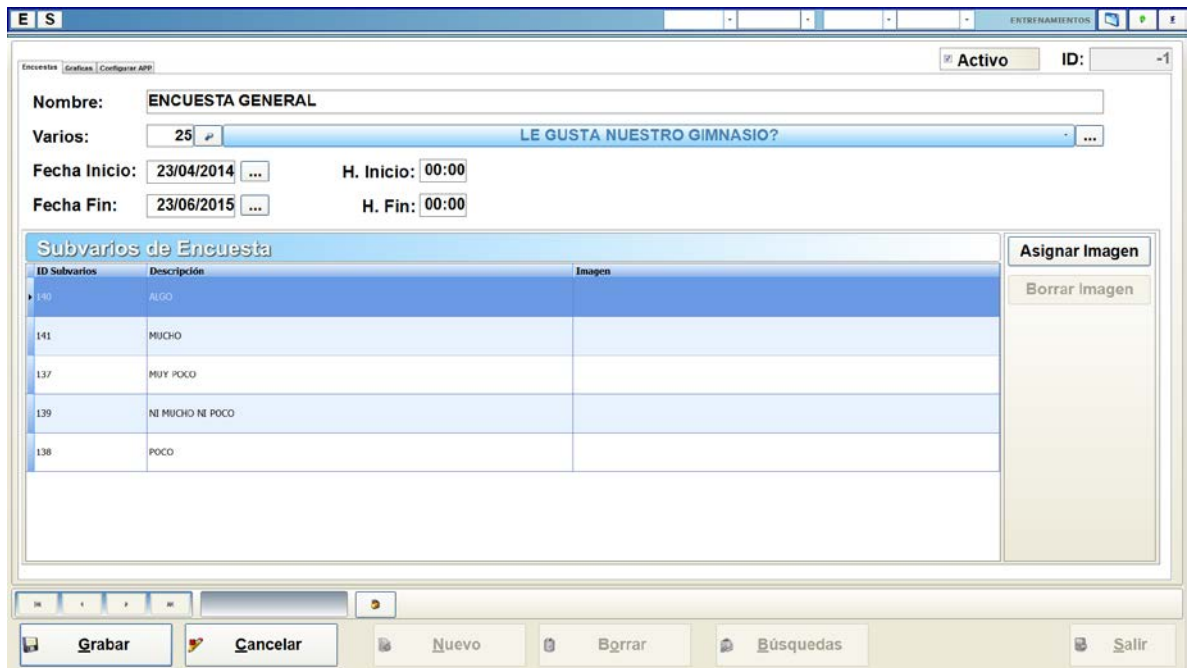 E S ENTRENAMIENTOS P E
Activo ID: -1
Encuestas Graficas Configurar APP
Nombre: ENCUESTA GENERAL
Varios: 25 LE GUSTA NUESTRO GIMNASIO? ...
Fecha Inicio: 23/04/2014 ... H. Inicio: 00:00
Fecha Fin: 23/06/2015 ... H. Fin: 00:00
Subvarios de Encuesta Asignar Imagen
ID Subvarios Descripción Imagen
Borrar Imagen
140 ALGO
141 MUCHO
137 MUY POCO
139 NI MUCHO NI POCO
138 POCO
Grabar Cancelar Nuevo Borrar Búsquedas Salir